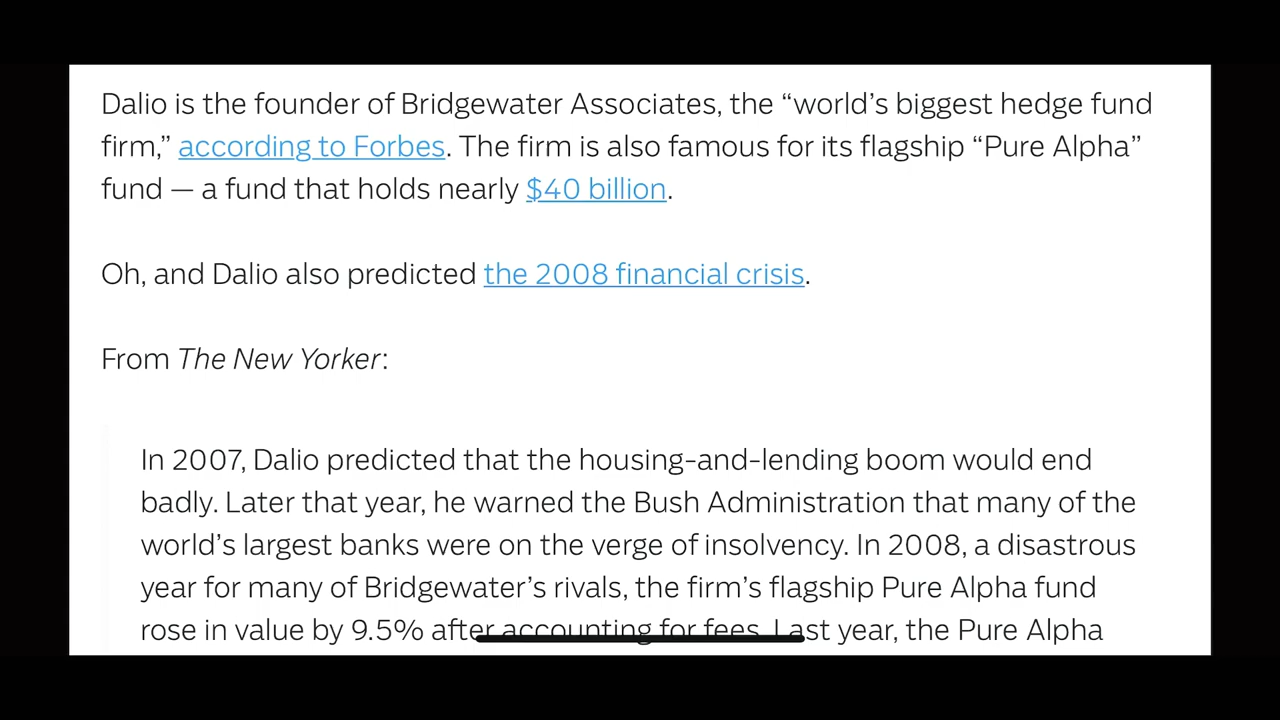 Dalio is the founder of Bridgewater Associates, the “world’s biggest hedge fund
firm,” according to Forbes. The firm is also famous for its flagship “Pure Alpha”
fund — a fund that holds nearly $40 billion.
Oh, and Dalio also predicted the 2008 financial crisis.
From The New Yorker:
In 2007, Dalio predicted that the housing-and-lending boom would end
badly. Later that year, he warned the Bush Administration that many of the
world’s largest banks were on the verge of insolvency. In 2008, a disastrous
year for many of Bridgewater’s rivals, the firm’s flagship Pure Alpha fund
rose in value by 9.5% after accounting for fees. Last year, the Pure Alpha